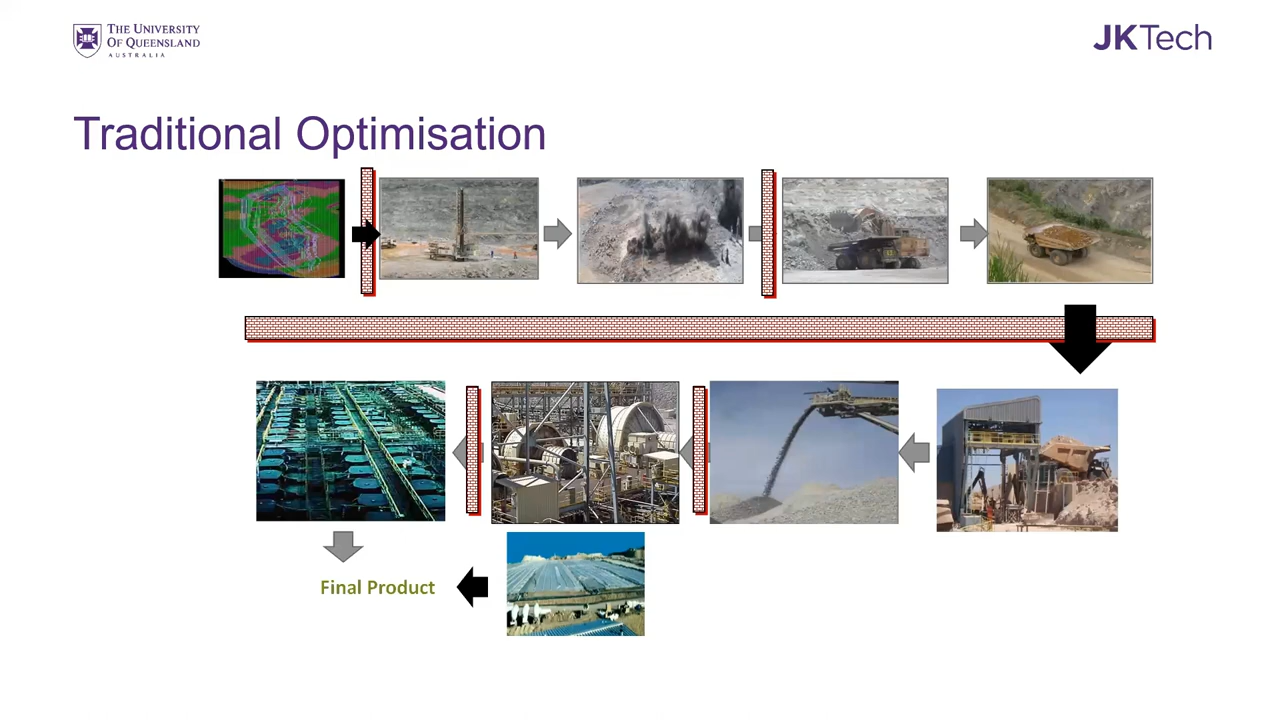 THE UNIVERSITY
OF QUEENSLAND
AUSTRALIA
JKTech
Traditional Optimisation
Final Product